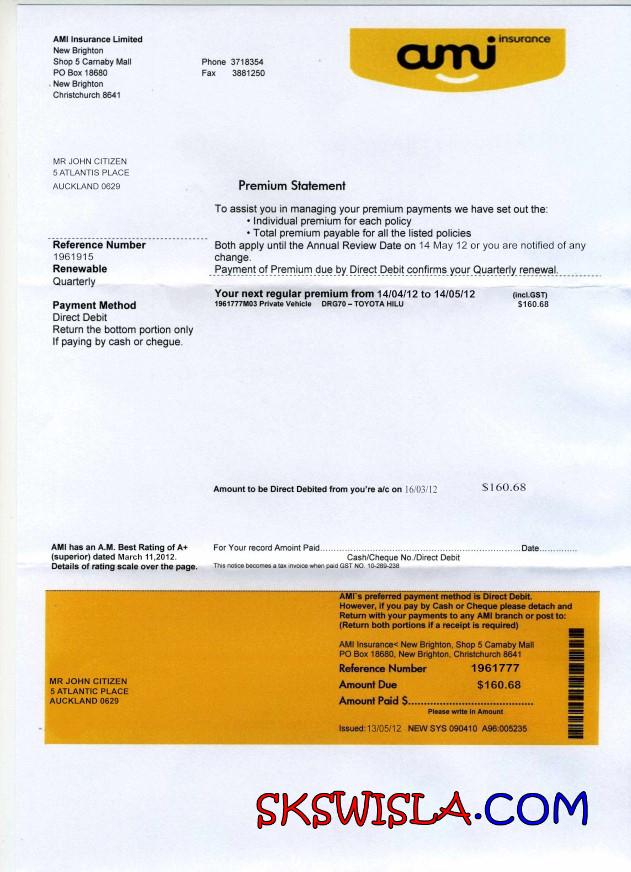 AMI Insurance Limited
New Brighton
Shop 5 Carnaby Mall
PO Box 18680
New Brighton
Christchurch 8641
Phone 3718354
Fax 3881250
ami insurance
MR JOHN CITIZEN
5 ATLANTIS PLACE
AUCKLAND 0629
Premium Statement
To assist you in managing your premium payments we have set out the:
• Individual premium for each policy
• Total premium payable for all the listed policies
Both apply until the Annual Review Date on 14 May 12 or you are notified of any
change.
Payment of Premium due by Direct Debit confirms your Quarterly renewal.
Reference Number
1961915
Renewable
Quarterly
Payment Method
Direct Debit
Return the bottom portion only
If paying by cash or chegue.
Your next regular premium from 14/04/12 to 14/05/12 (incl.GST)
1961777M03 Private Vehicle DRG70 – TOYOTA HILU $160.68
Amount to be Direct Debited from you're a/c on 16/03/12 $160.68
AMI has an A.M. Best Rating of A+
(superior) dated March 11,2012.
Details of rating scale over the page.
For Your record Amoint Paid..............................Date.............
Cash/Cheque No./Direct Debit
This notice becomes a tax invoice when paid GST NO. 10-289-238
AMI's preferred payment method is Direct Debit.
However, if you pay by Cash or Cheque please detach and
Return with your payments to any AMI branch or post to:
(Return both portions if a receipt is required)
AMI Insurance< New Brighton, Shop 5 Carnaby Mall
PO Box 18680, New Brighton, Christchurch 8641
Reference Number 1961777
Amount Due $160.68
Amount Paid $..............................
Please write in Amount
Issued: 13/05/12 NEW SYS 090410 A96:005235
MR JOHN CITIZEN
5 ATLANTIC PLACE
AUCKLAND 0629
SKSWISLA.COM